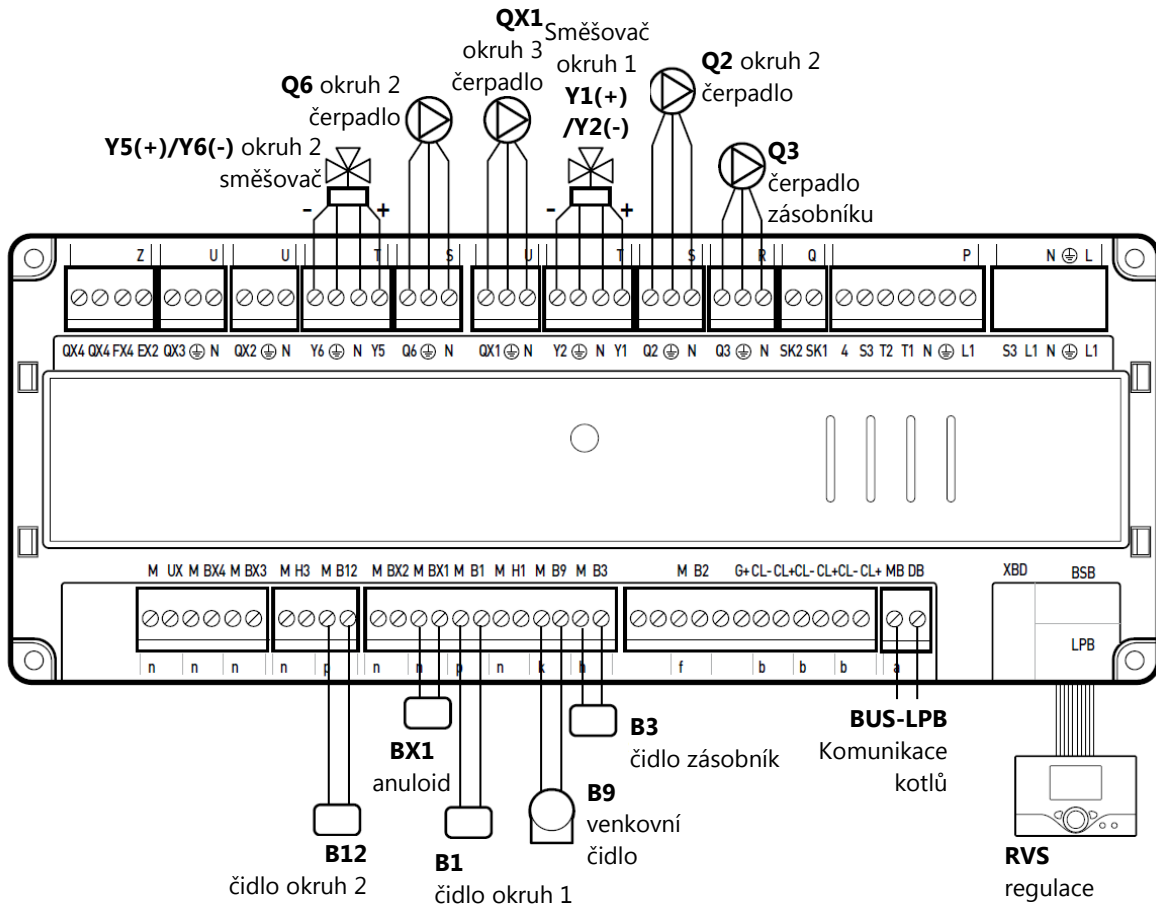 QX1
okruh 3
čerpadlo
Směšovač
okruh 1
Y1(+)
/Y2(-)
Q6 okruh 2
čerpadlo
Q2 okruh 2
čerpadlo
Y5(+)/Y6(-) okruh 2
směšovač
Q3
čerpadlo
zásobníku
- +
- +
Z U U T S U T S R Q P N L
QX4 QX4 FX4 EX2 QX3 N QX2 N Y6 N Y5 Q6 N QX1 N Y2 N Y1 Q2 N Q3 N SK2 SK1 4 S3 T2 T1 N L1 S3 L1 N L1
M UX M BX4 M BX3 M H3 M B12 M BX2 M BX1 M B1 M H1 M B9 M B3 M B2 G+ CL- CL+ CL- CL+ CL- CL+ MB DB
XBD
BSB
LPB
n n n n p n n p n k h f b b b a
BX1
anuloid
B3
čidlo zásobník
BUS-LPB
Komunikace
kotlů
B9
venkovní
čidlo
B12
čidlo okruh 2
B1
čidlo okruh 1
RVS
regulace